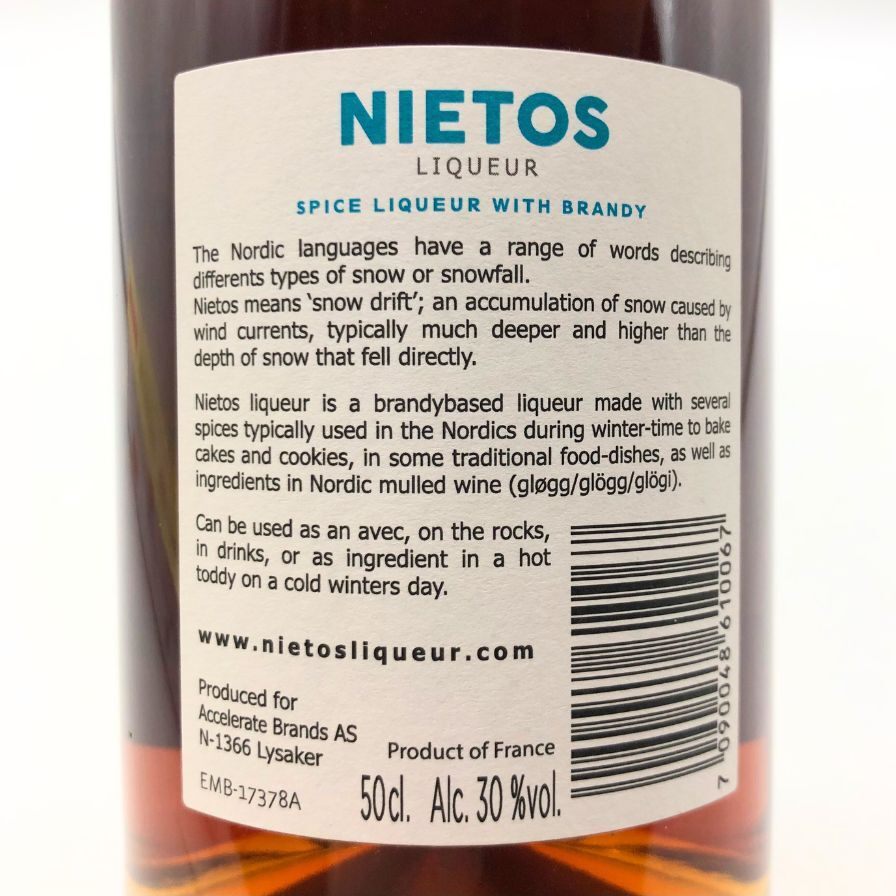 NIETOS
LIQUEUR
SPICE LIQUEUR WITH BRANDY
The Nordic languages have a range of words describing
differents types of snow or snowfall.
Nietos means ‘snow drift’; an accumulation of snow caused by
wind currents, typically much deeper and higher than the
depth of snow that fell directly.
Nietos liqueur is a brandybased liqueur made with several
spices typically used in the Nordics during winter-time to bake
cakes and cookies, in some traditional food-dishes, as well as
ingredients in Nordic mulled wine (gløgg/glögg/glögi).
Can be used as an avec, on the rocks,
in drinks, or as ingredient in a hot
toddy on a cold winters day.
www.nietosliqueur.com
Produced for
Accelerate Brands AS
N-1366 Lysaker
EMB-17378A
Product of France
50cl. Alc. 30 %vol.
7 090048 610067